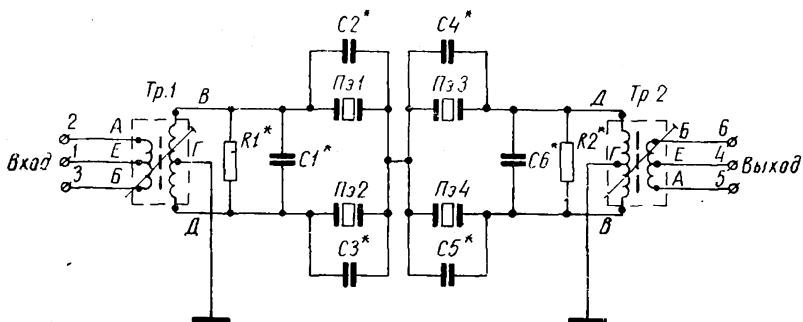 C2*
C4*
Тр.1
В
Пэ1
Пэ3
Д
Тр 2
2
А
Г
R1*
C1*
C6*
R2*
Г
Б
6
Вход
1
Е
Е
4
Выход
3
Б
А
5
Д
Пэ2
Пэ4
В
C3*
C5*